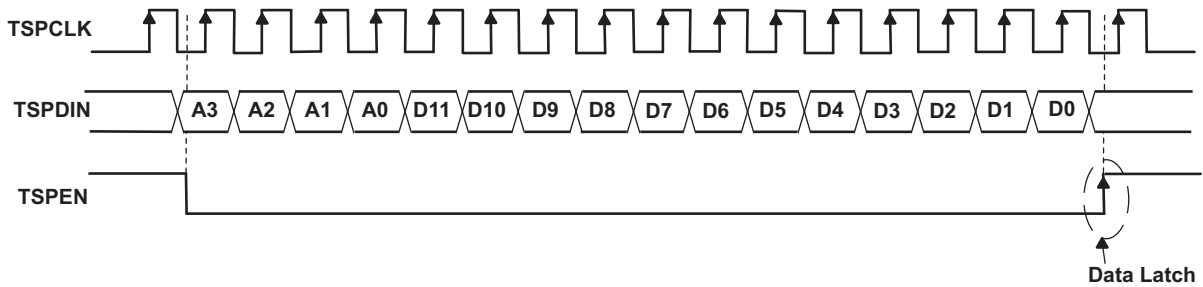 TSPCLK
TSPDIN A3 A2 A1 A0 D11 D10 D9 D8 D7 D6 D5 D4 D3 D2 D1 D0
TSPEN
Data Latch